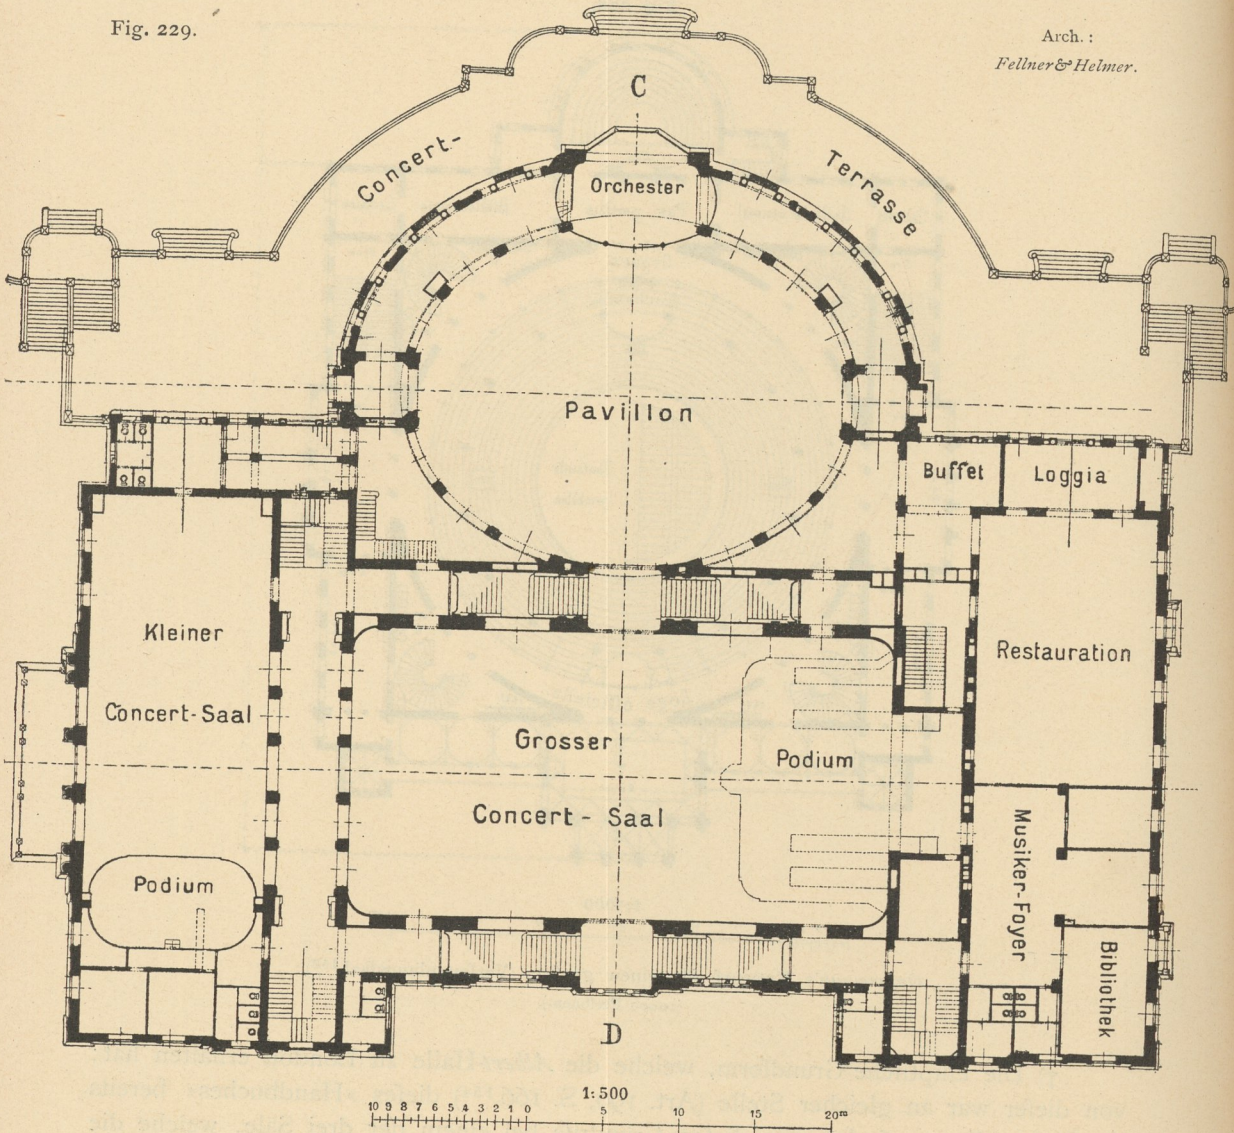 Fig. 229.
Arch.:
Fellner & Helmer.
C
Concert-
Terrasse
Orchester
Pavillon
Buffet
Loggia
Kleiner
Concert-Saal
Restauration
Grosser
Concert-Saal
Podium
Podium
Musiker-Foyer
Bibliothek
D
1:500
10 9 8 7 6 5 4 3 2 1 0 5 10 15 20m